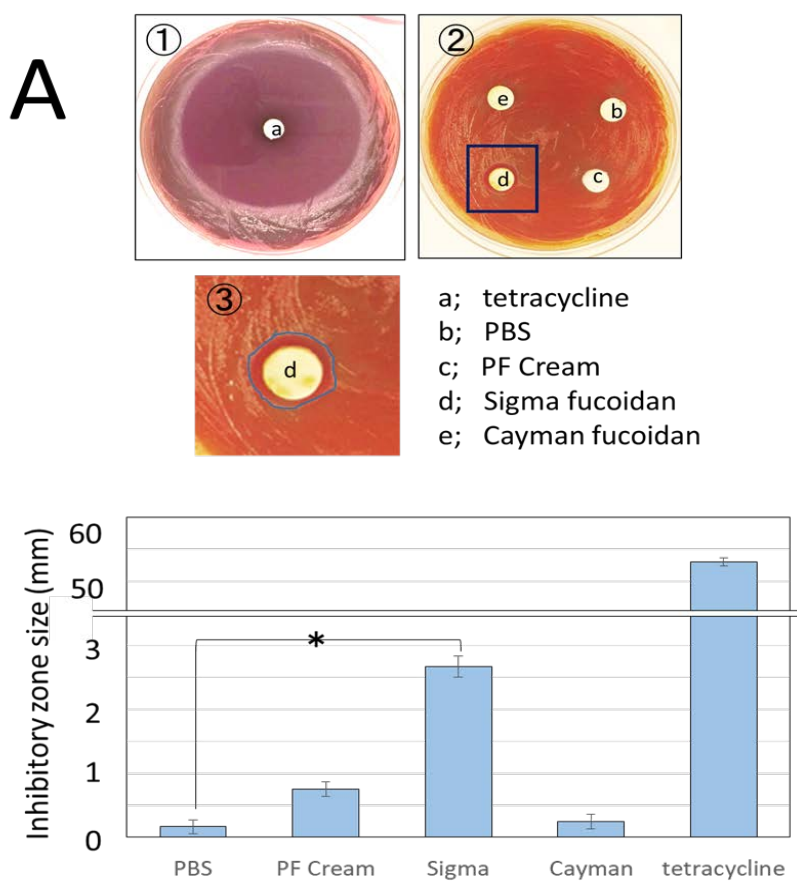 A
① ②
a
e
b
d
c
③
d
a; tetracycline
b; PBS
c; PF Cream
d; Sigma fucoidan
e; Cayman fucoidan
Inhibitory zone size (mm)
60
50
3
2
1
0
*
PBS PF Cream Sigma Cayman tetracycline